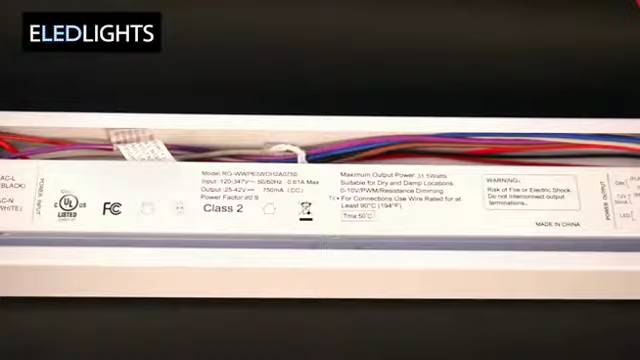 ELEDLIGHTS
AC-L
(BLACK)
AC-N
(WHITE)
POWER INPUT
UL
C US
LISTED
FC
Input :120-347V~ 50/60Hz 0.61A Max
Output :25-42V⎓ 750mA (C.C.)
Power Factor:≥0.9
Class 2
Maximum Output Power:31.5Watts
Suitable for Dry and Damp Locations
0-10V/PWM/Resistance Dimming
For Connections Use Wire Rated for at
Least 90°C (194°F)
Tmax:50°C
WARNING:
Risk of Fire or Electric Shock
Do not interconnect output
terminations.
MADE IN CHINA
POWER OUTPUT